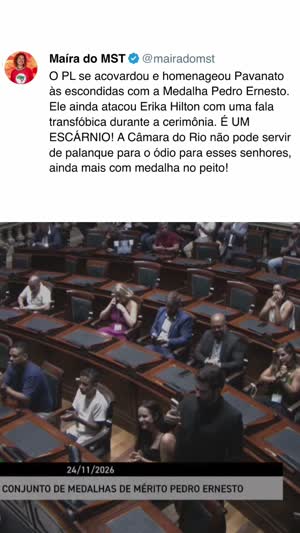 Maíra do MST @mairadomst
O PL se acovardou e homenageou Pavanato
às escondidas com a Medalha Pedro Ernesto.
Ele ainda atacou Erika Hilton com uma fala
transfóbica durante a cerimônia. É UM
ESCÁRNIO! A Câmara do Rio não pode servir
de palanque para o ódio para esses senhores,
ainda mais com medalha no peito!
24/11/2026
CONJUNTO DE MEDALHAS DE MÉRITO PEDRO ERNESTO